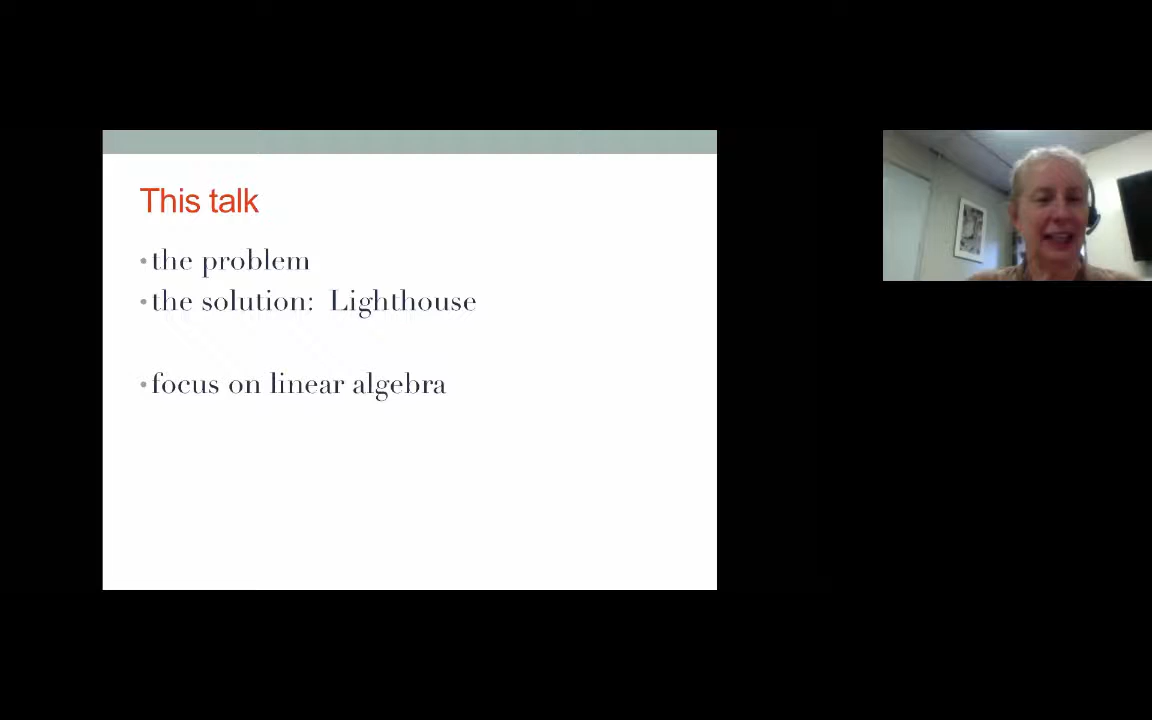 This talk
•the problem
•the solution:  Lighthouse
•focus on linear algebra